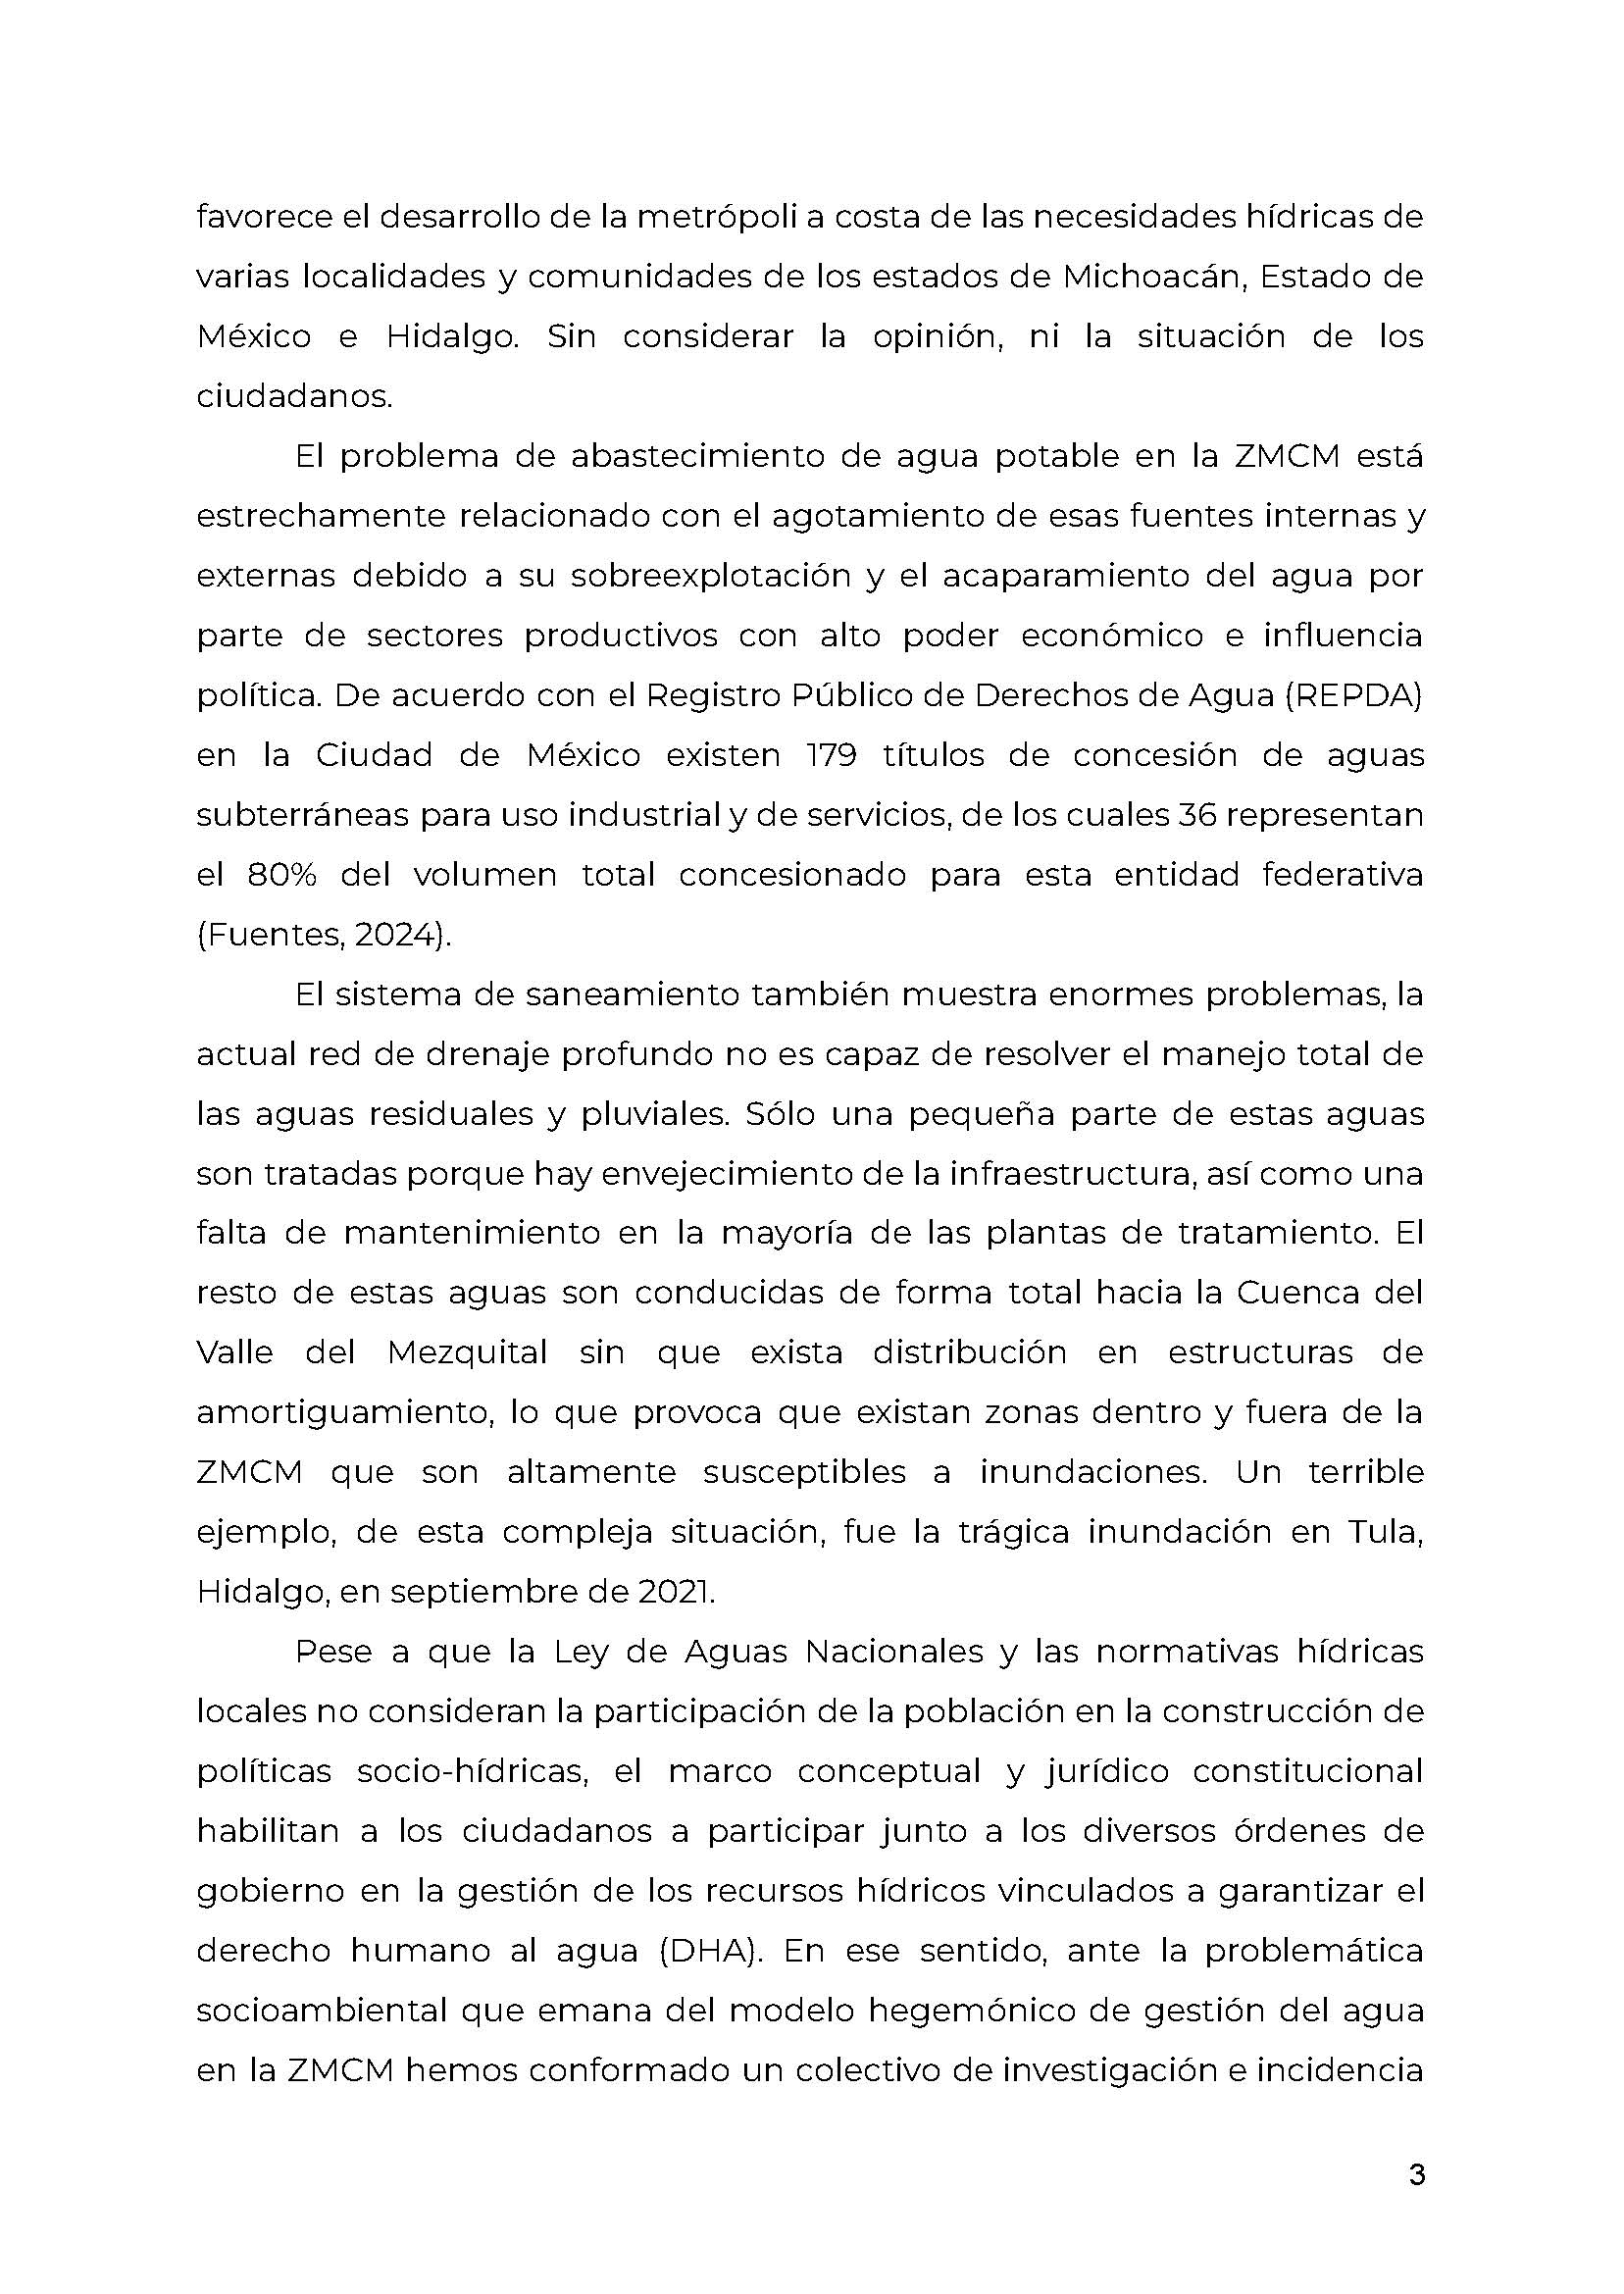 favorece el desarrollo de la metrópoli a costa de las necesidades hídricas de
varias localidades y comunidades de los estados de Michoacán, Estado de
México e Hidalgo. Sin considerar la opinión, ni la situación de los
ciudadanos.
El problema de abastecimiento de agua potable en la ZMCM está
estrechamente relacionado con el agotamiento de esas fuentes internas y
externas debido a su sobreexplotación y el acaparamiento del agua por
parte de sectores productivos con alto poder económico e influencia
política. De acuerdo con el Registro Público de Derechos de Agua (REPDA)
en la Ciudad de México existen 179 títulos de concesión de aguas
subterráneas para uso industrial y de servicios, de los cuales 36 representan
el 80% del volumen total concesionado para esta entidad federativa
(Fuentes, 2024).
El sistema de saneamiento también muestra enormes problemas, la
actual red de drenaje profundo no es capaz de resolver el manejo total de
las aguas residuales y pluviales. Sólo una pequeña parte de estas aguas
son tratadas porque hay envejecimiento de la infraestructura, así como una
falta de mantenimiento en la mayoría de las plantas de tratamiento. El
resto de estas aguas son conducidas de forma total hacia la Cuenca del
Valle del Mezquital sin que exista distribución en estructuras de
amortiguamiento, lo que provoca que existan zonas dentro y fuera de la
ZMCM que son altamente susceptibles a inundaciones. Un terrible
ejemplo, de esta compleja situación, fue la trágica inundación en Tula,
Hidalgo, en septiembre de 2021.
Pese a que la Ley de Aguas Nacionales y las normativas hídricas
locales no consideran la participación de la población en la construcción de
políticas socio-hídricas, el marco conceptual y jurídico constitucional
habilitan a los ciudadanos a participar junto a los diversos órdenes de
gobierno en la gestión de los recursos hídricos vinculados a garantizar el
derecho humano al agua (DHA). En ese sentido, ante la problemática
socioambiental que emana del modelo hegemónico de gestión del agua
en la ZMCM hemos conformado un colectivo de investigación e incidencia
3